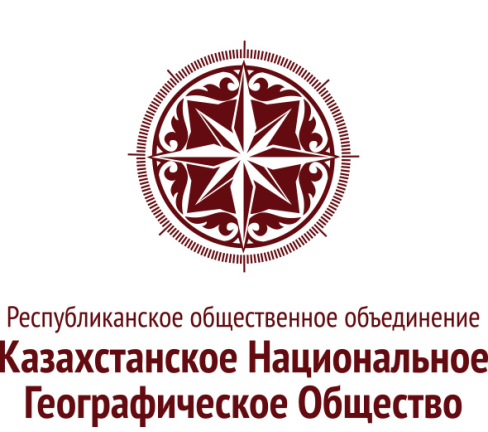 Республиканское общественное объединение
Казахстанское Национальное
Географическое Общество